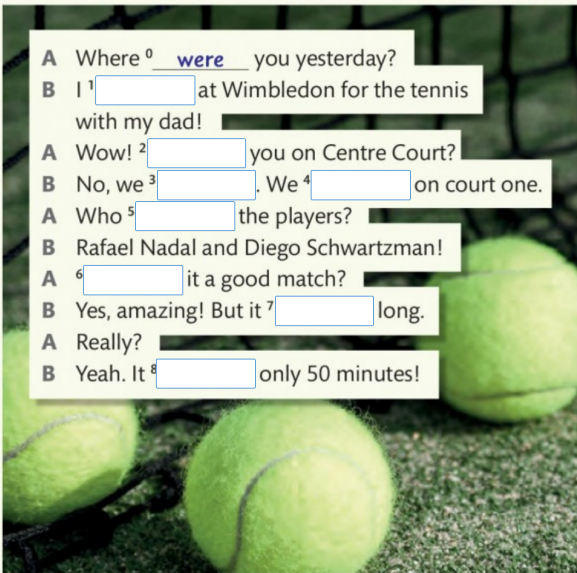 A Where ⁰ were you yesterday?
B I ¹ at Wimbledon for the tennis
with my dad!
A Wow! ² you on Centre Court?
B No, we ³ . We ⁴ on court one.
A Who ⁵ the players?
B Rafael Nadal and Diego Schwartzman!
A ⁶ it a good match?
B Yes, amazing! But it ⁷ long.
A Really?
B Yeah. It ⁸ only 50 minutes!